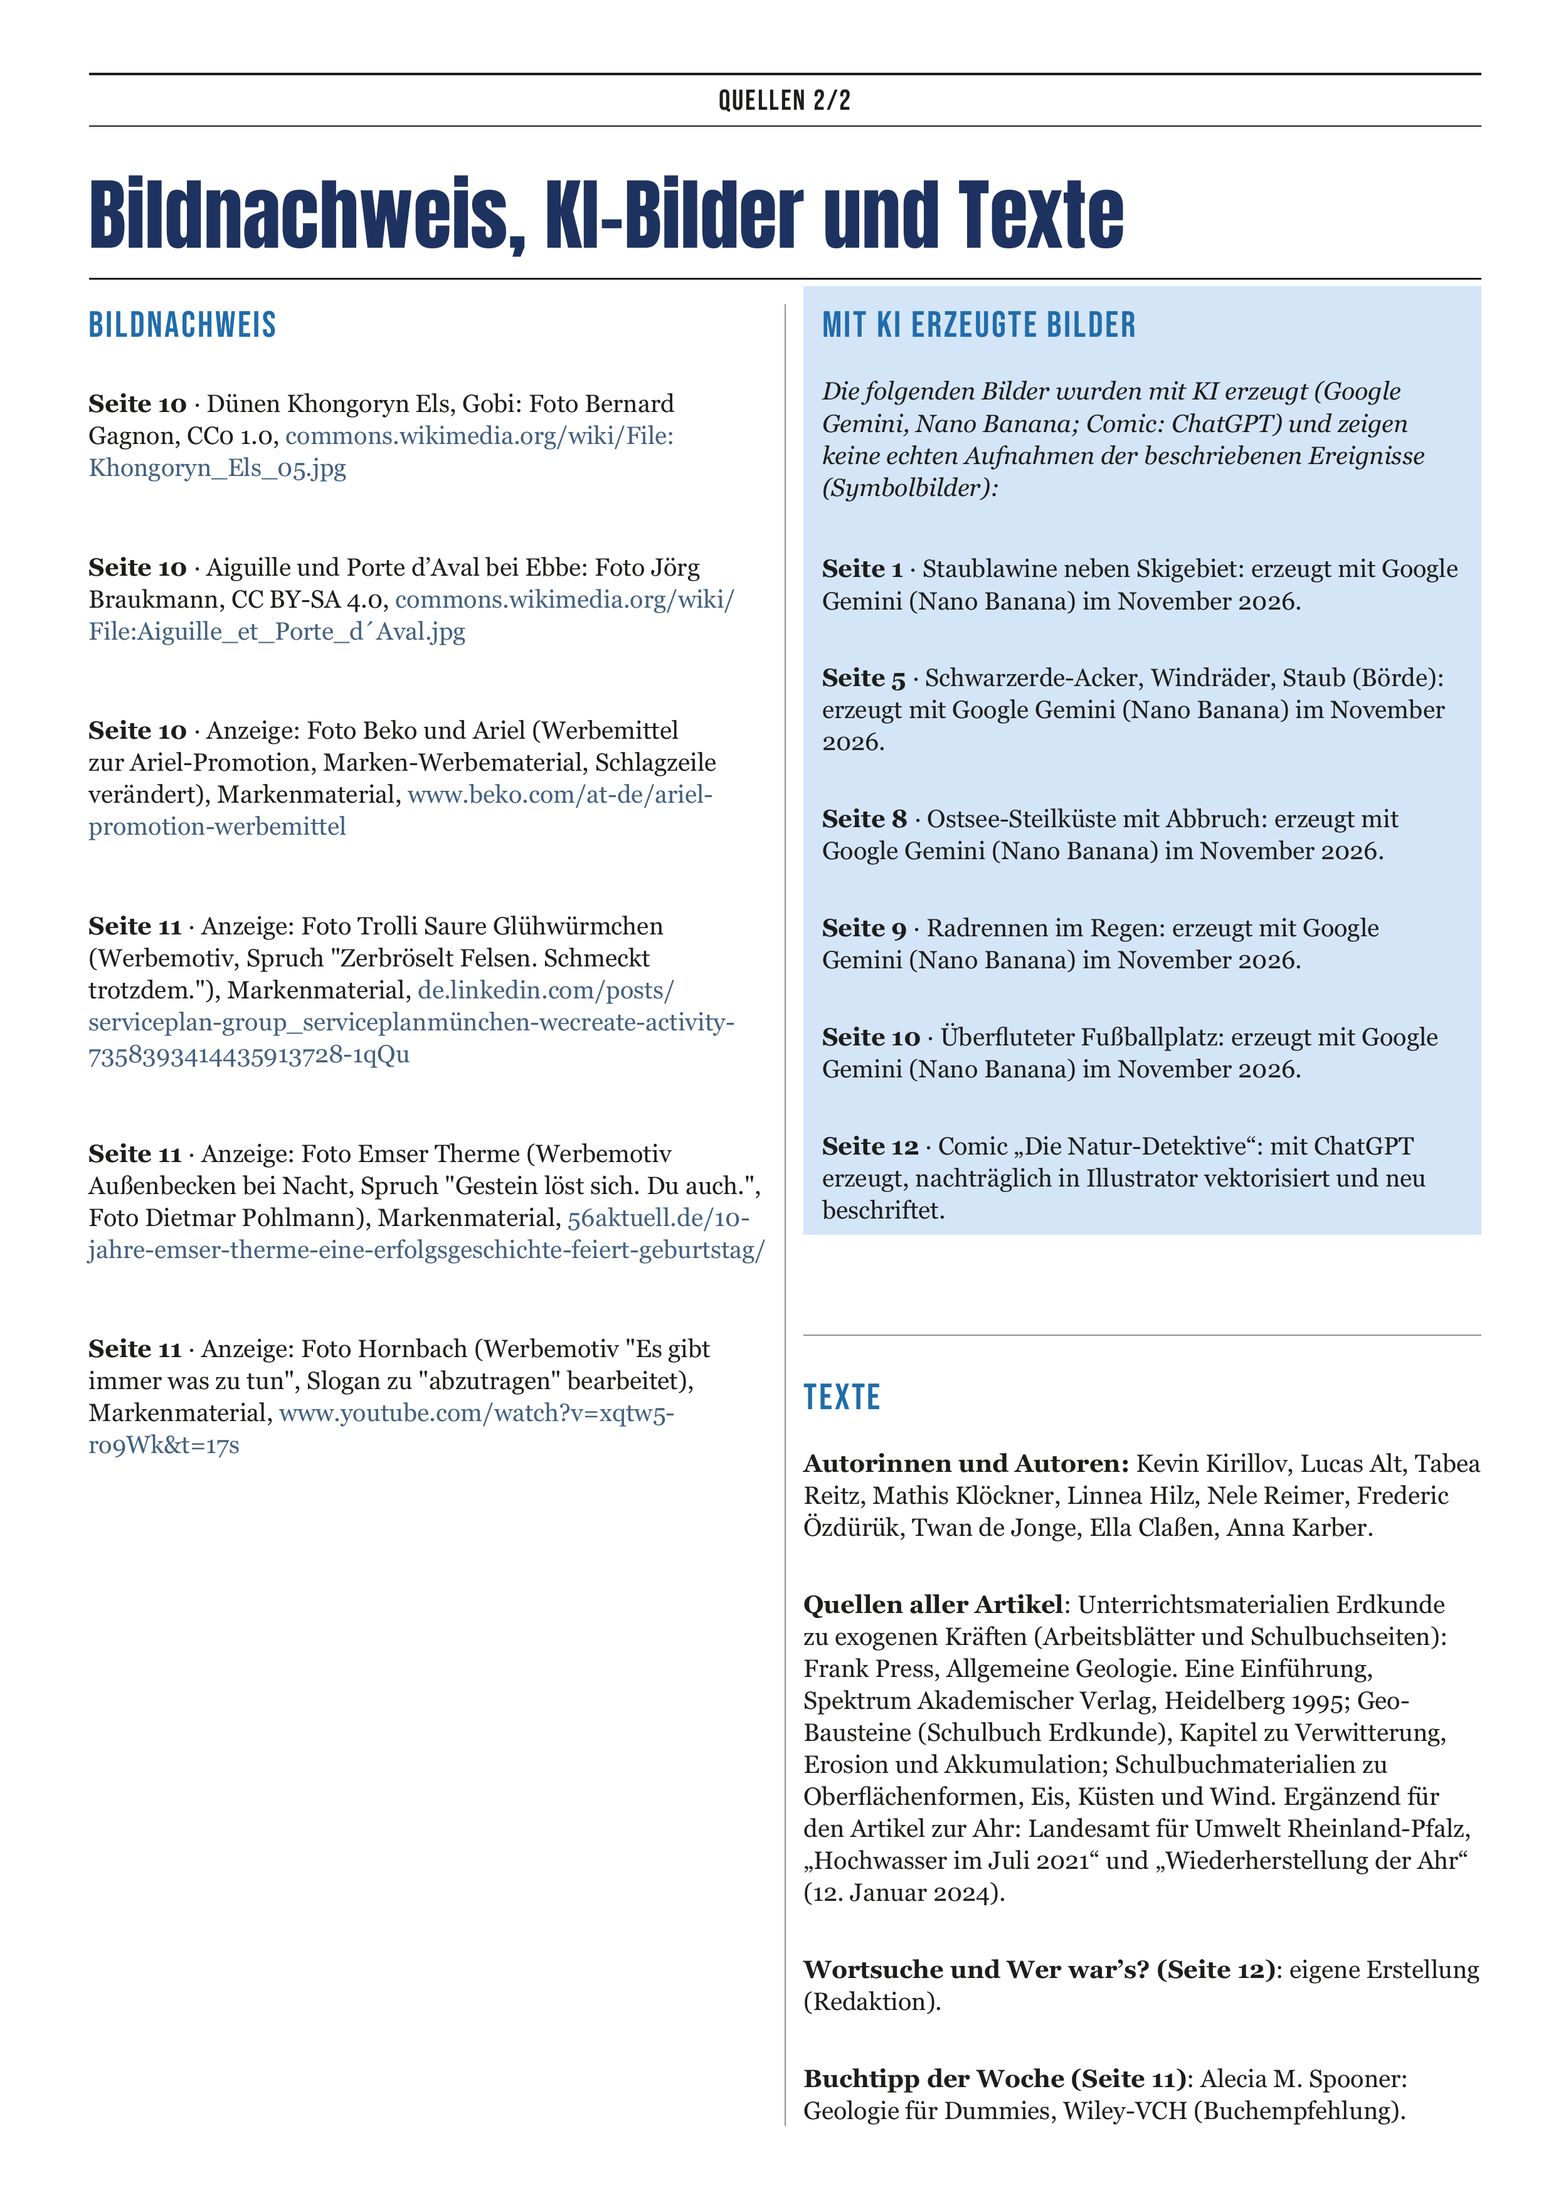 QUELLEN 2/2
Bildnachweis, KI-Bilder und Texte
BILDNACHWEIS
Seite 10 · Dünen Khongoryn Els, Gobi: Foto Bernard
Gagnon, CC0 1.0, commons.wikimedia.org/wiki/File:
Khongoryn_Els_05.jpg
Seite 10 · Aiguille und Porte d’Aval bei Ebbe: Foto Jörg
Braukmann, CC BY-SA 4.0, commons.wikimedia.org/wiki/
File:Aiguille_et_Porte_d´Aval.jpg
Seite 10 · Anzeige: Foto Beko und Ariel (Werbemittel
zur Ariel-Promotion, Marken-Werbematerial, Schlagzeile
verändert), Markenmaterial, www.beko.com/at-de/ariel-
promotion-werbemittel
Seite 11 · Anzeige: Foto Trolli Saure Glühwürmchen
(Werbemotiv, Spruch "Zerbröselt Felsen. Schmeckt
trotzdem."), Markenmaterial, de.linkedin.com/posts/
serviceplan-group_serviceplanmünchen-wecreate-activity-
7358393414435913728-1qQu
Seite 11 · Anzeige: Foto Emser Therme (Werbemotiv
Außenbecken bei Nacht, Spruch "Gestein löst sich. Du auch.",
Foto Dietmar Pohlmann), Markenmaterial, 56aktuell.de/10-
jahre-emser-therme-eine-erfolgsgeschichte-feiert-geburtstag/
Seite 11 · Anzeige: Foto Hornbach (Werbemotiv "Es gibt
immer was zu tun", Slogan zu "abzutragen" bearbeitet),
Markenmaterial, www.youtube.com/watch?v=xqtw5-
ro9Wk&t=17s
MIT KI ERZEUGTE BILDER
Die folgenden Bilder wurden mit KI erzeugt (Google
Gemini, Nano Banana; Comic: ChatGPT) und zeigen
keine echten Aufnahmen der beschriebenen Ereignisse
(Symbolbilder):
Seite 1 · Staublawine neben Skigebiet: erzeugt mit Google
Gemini (Nano Banana) im November 2026.
Seite 5 · Schwarzerde-Acker, Windräder, Staub (Börde):
erzeugt mit Google Gemini (Nano Banana) im November
2026.
Seite 8 · Ostsee-Steilküste mit Abbruch: erzeugt mit
Google Gemini (Nano Banana) im November 2026.
Seite 9 · Radrennen im Regen: erzeugt mit Google
Gemini (Nano Banana) im November 2026.
Seite 10 · Überfluteter Fußballplatz: erzeugt mit Google
Gemini (Nano Banana) im November 2026.
Seite 12 · Comic „Die Natur-Detektive“: mit ChatGPT
erzeugt, nachträglich in Illustrator vektorisiert und neu
beschriftet.
TEXTE
Autorinnen und Autoren: Kevin Kirillov, Lucas Alt, Tabea
Reitz, Mathis Klöckner, Linnea Hilz, Nele Reimer, Frederic
Özdürük, Twan de Jonge, Ella Claßen, Anna Karber.
Quellen aller Artikel: Unterrichtsmaterialien Erdkunde
zu exogenen Kräften (Arbeitsblätter und Schulbuchseiten):
Frank Press, Allgemeine Geologie. Eine Einführung,
Spektrum Akademischer Verlag, Heidelberg 1995; Geo-
Bausteine (Schulbuch Erdkunde), Kapitel zu Verwitterung,
Erosion und Akkumulation; Schulbuchmaterialien zu
Oberflächenformen, Eis, Küsten und Wind. Ergänzend für
den Artikel zur Ahr: Landesamt für Umwelt Rheinland-Pfalz,
„Hochwasser im Juli 2021“ und „Wiederherstellung der Ahr“
(12. Januar 2024).
Wortsuche und Wer war’s? (Seite 12): eigene Erstellung
(Redaktion).
Buchtipp der Woche (Seite 11): Alecia M. Spooner:
Geologie für Dummies, Wiley-VCH (Buchempfehlung).